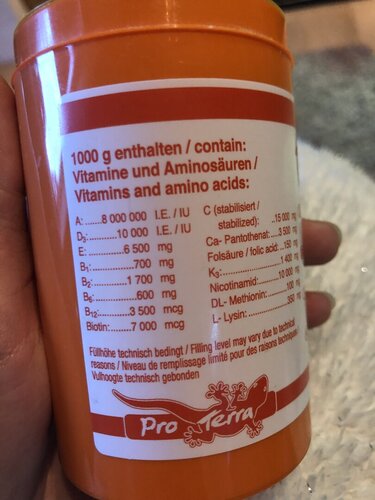 1000 g enthalten / contain:
Vitamine und Aminosäuren /
Vitamins and amino acids:
A:......8 000 000 I.E. / IU
D3:..........10 000 I.E. / IU
E:...........6 500 mg
B1:............700 mg
B2:.........1 700 mg
B6:............600 mg
B12:.......3 500 mcg
Biotin:...7 000 mcg
C (stabilisiert /
stabilized):...15 000 mg
Ca- Pantothenat:...3 500 mg
Folsäure / folic acid:..150 mg
K3:.................1 400 mg
Nicotinamid:........10 000 mg
DL- Methionin:......100 mg
L- Lysin:............350 mg
Füllhöhe technisch bedingt / Filling level may vary due to technical
reasons / Niveau de remplissage limité pour des raisons techniques /
Vulhoogte technisch gebonden
Pro Terra